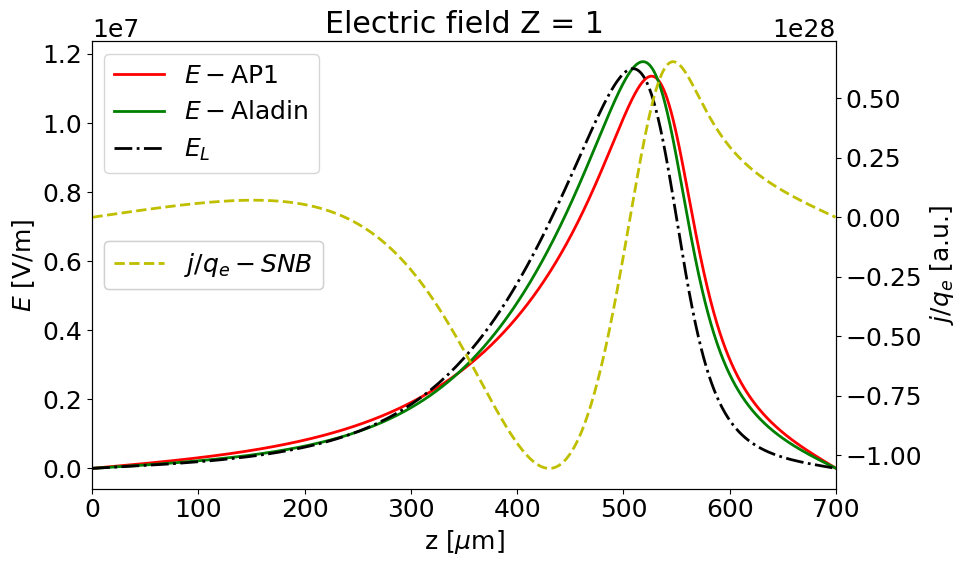 Electric field Z = 1
1e7
1e28
E − AP1
E − Aladin
E_L
j/q_e − SNB
1.2
1.0
0.8
0.6
0.4
0.2
0.0
E [V/m]
0.50
0.25
0.00
−0.25
−0.50
−0.75
−1.00
j/q_e [a.u.]
0 100 200 300 400 500 600 700
z [μm]